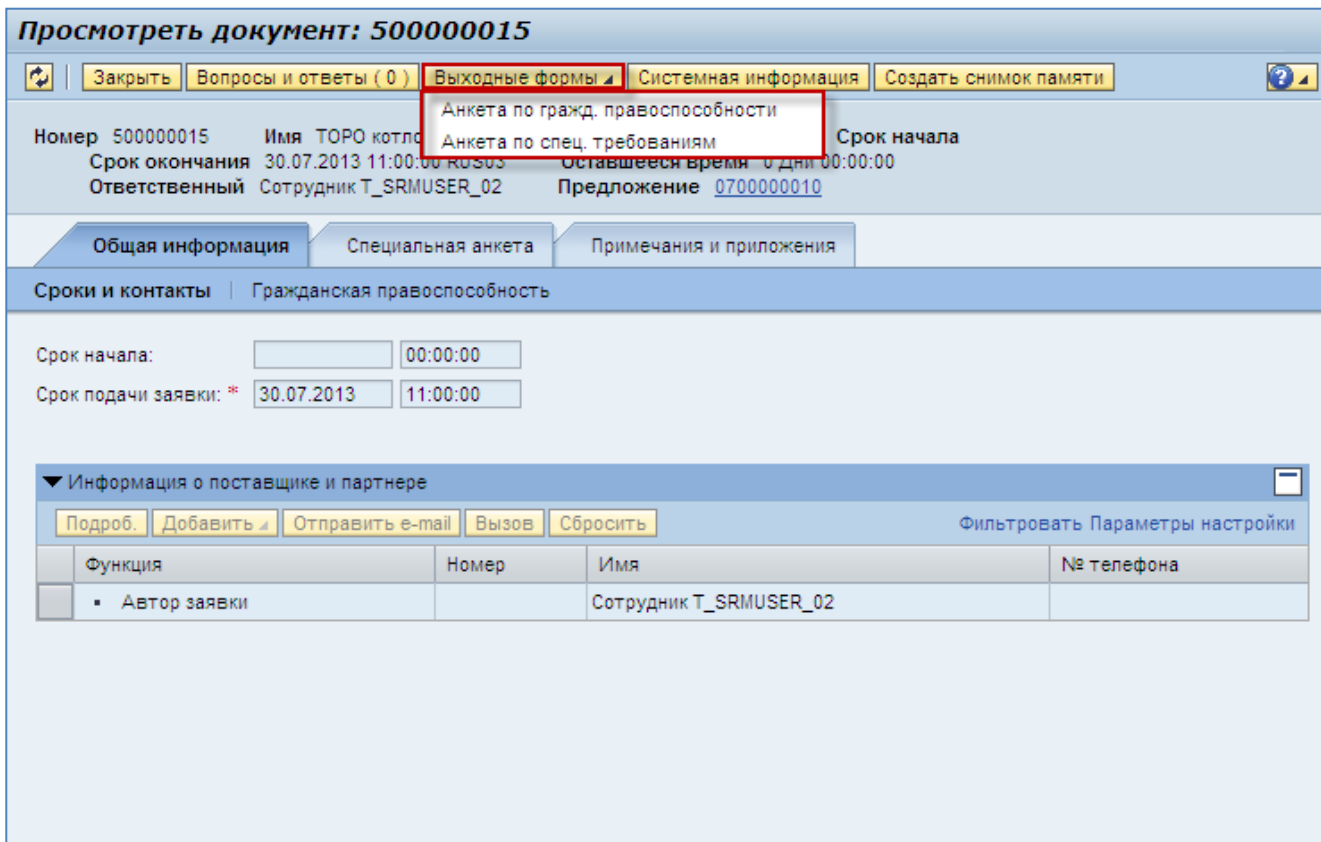 Просмотреть документ: 500000015
Закрыть Вопросы и ответы ( 0 ) Выходные формы Системная информация Создать снимок памяти
Анкета по гражд. правоспособности
Анкета по спец. требованиям
Номер 500000015 Имя ТОРО Срок начала
Срок окончания 30.07.2013 11:00:00 RUS03 Оставшееся время 0 Дни 00:00:00
Ответственный Сотрудник T_SRMUSER_02 Предложение 0700000010
Общая информация Специальная анкета Примечания и приложения
Сроки и контакты Гражданская правоспособность
Срок начала: 00:00:00
Срок подачи заявки: * 30.07.2013 11:00:00
Информация о поставщике и партнере
Подроб. Добавить Отправить e-mail Вызов Сбросить Фильтровать Параметры настройки
Функция Номер Имя № телефона
Автор заявки Сотрудник T_SRMUSER_02